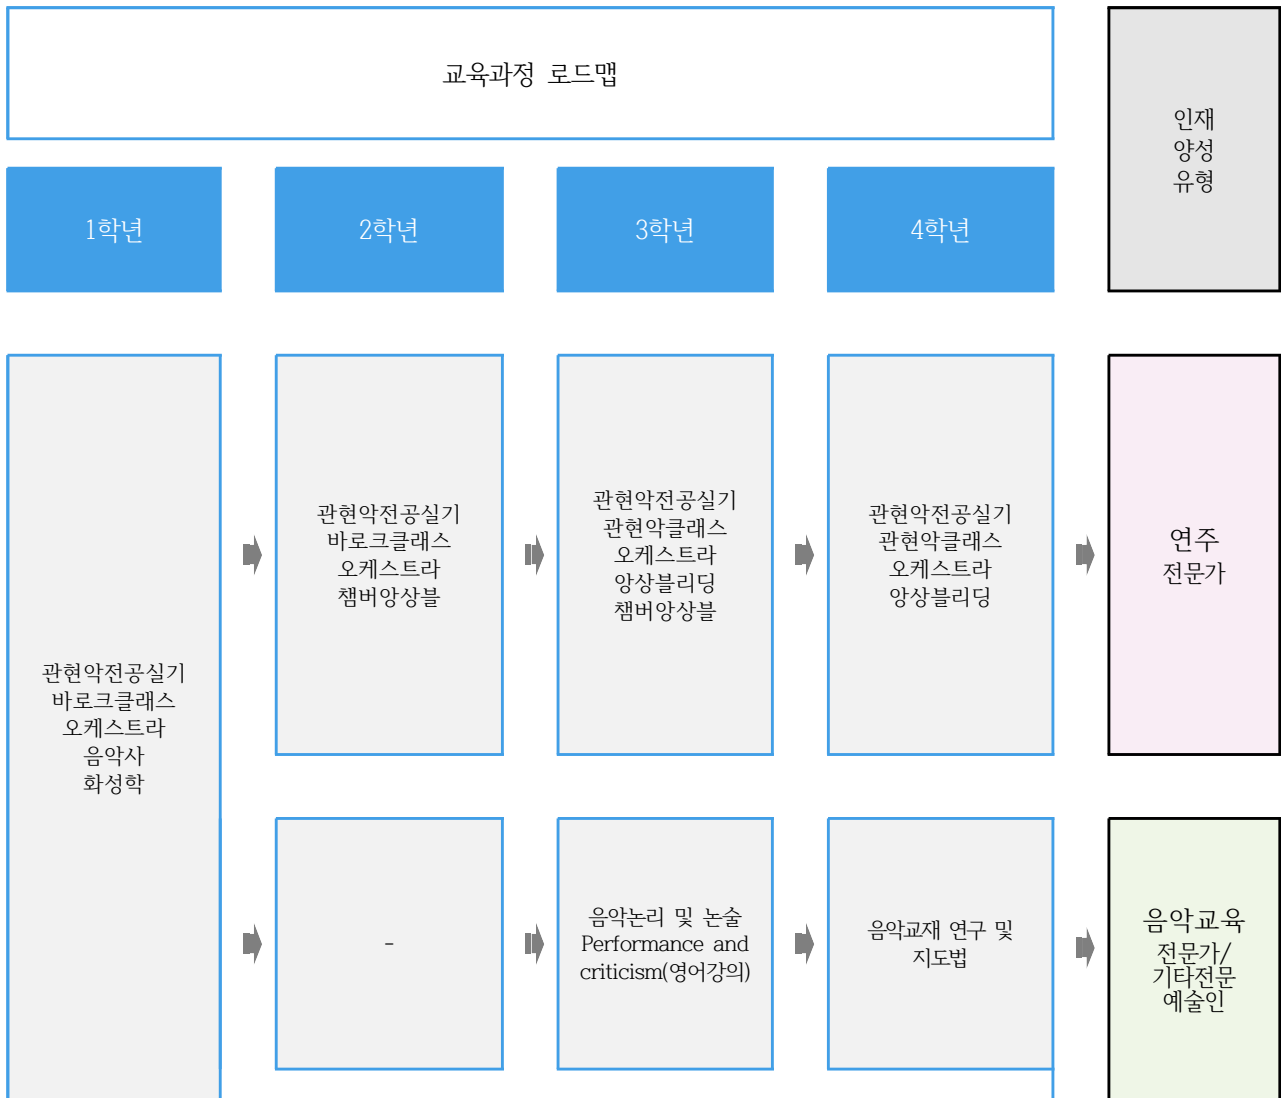 교육과정 로드맵
인재
양성
유형
1학년
2학년
3학년
4학년
관현악전공실기
바로크클래스
오케스트라
음악사
화성학
관현악전공실기
바로크클래스
오케스트라
챔버앙상블
관현악전공실기
관현악클래스
오케스트라
앙상블리딩
챔버앙상블
관현악전공실기
관현악클래스
오케스트라
앙상블리딩
연주
전문가
-
음악논리 및 논술
Performance and
criticism(영어강의)
음악교재 연구 및
지도법
음악교육
전문가/
기타전문
예술인